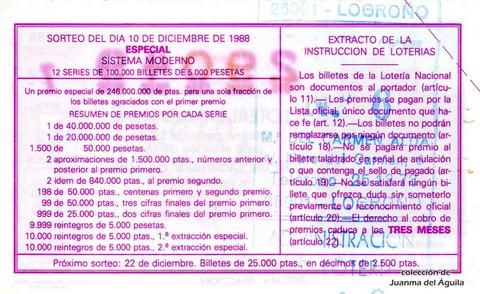 26001 - LOGROÑO
SORTEO DEL DIA 10 DE DICIEMBRE DE 1988
ESPECIAL
SISTEMA MODERNO
12 SERIES DE 100.000 BILLETES DE 5.000 PESETAS
Un premio especial de 246.000.000 de ptas. para una sola fracción de
los billetes agraciados con el primer premio
RESUMEN DE PREMIOS POR CADA SERIE
1 de 40.000.000 de pesetas.
1 de 20.000.000 de pesetas.
1.500 de 50.000 pesetas.
2 aproximaciones de 1.500.000 ptas., números anterior y
posterior al primer primero.
2 idem de 840.000 ptas., al premio segundo.
198 de 50.000 ptas., centenas primero y segundo premio.
99 de 50.000 ptas., tres cifras finales del primero.
999 de 25.000 ptas., dos cifras finales del primero.
9.999 reintegros de 5.000 pesetas.
10.000 reintegros de 5.000 ptas., 1.ª extracción especial.
10.000 reintegros de 5.000 ptas., 2.ª extracción especial.
EXTRACTO DE LA
INSTRUCCION DE LOTERIAS
Los billetes de la Lotería Nacional
son documentos al portador (artícu-
lo 11).— Los premios se pagan por la
Lista oficial, único documento que ha-
ce fe (art. 12).—Los billetes no podrán
remplazarse por ningún documento (ar-
tículo 18).— No se pagará premio al
billete taladrado en señal de anulación
o que contenga el sello de pagado (ar-
tículo 19).— No se satisfará ningún bi-
llete que ofrezca duda sin someterlo
previamente a reconocimiento oficial
(artículo 20).—El derecho al cobro de
premios caduca a los TRES MESES
(artículo 22).
Próximo sorteo: 22 de diciembre. Billetes de 25.000 ptas., en décimos de 2.500 ptas.
colección de
Juanma del Águila